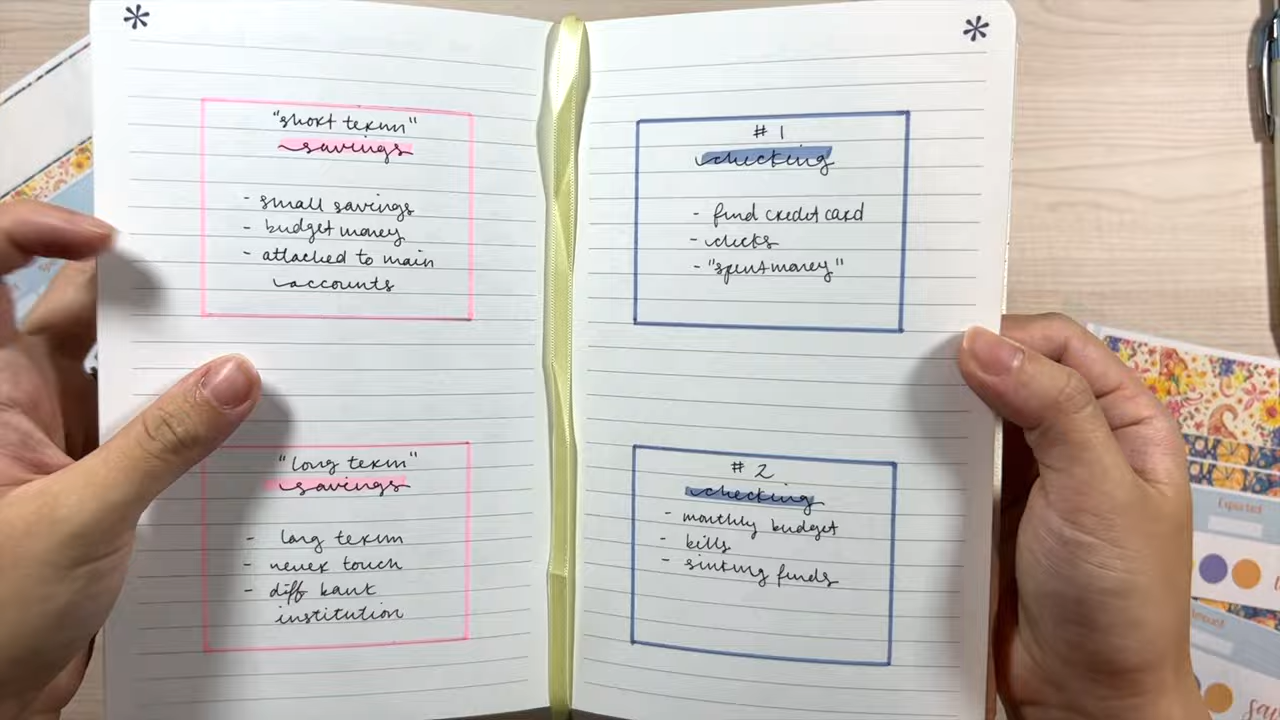 *
"short term"
savings
- small savings
- budget money
- attached to main
accounts
"long term"
savings
- long term
- never touch
- diff bank
institution
*
# 1
checking
- fund credit card
- checks
- "spent money"
# 2
checking
- monthly budget
- bills
- sinking funds
Expected